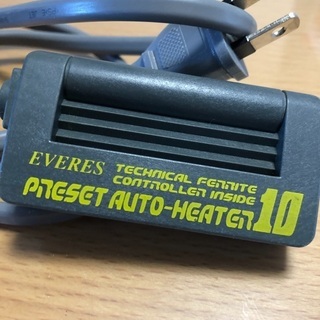 EVERES TECHNICAL FERRITE
CONTROLLER INSIDE
PRESET AUTO-HEATER 10